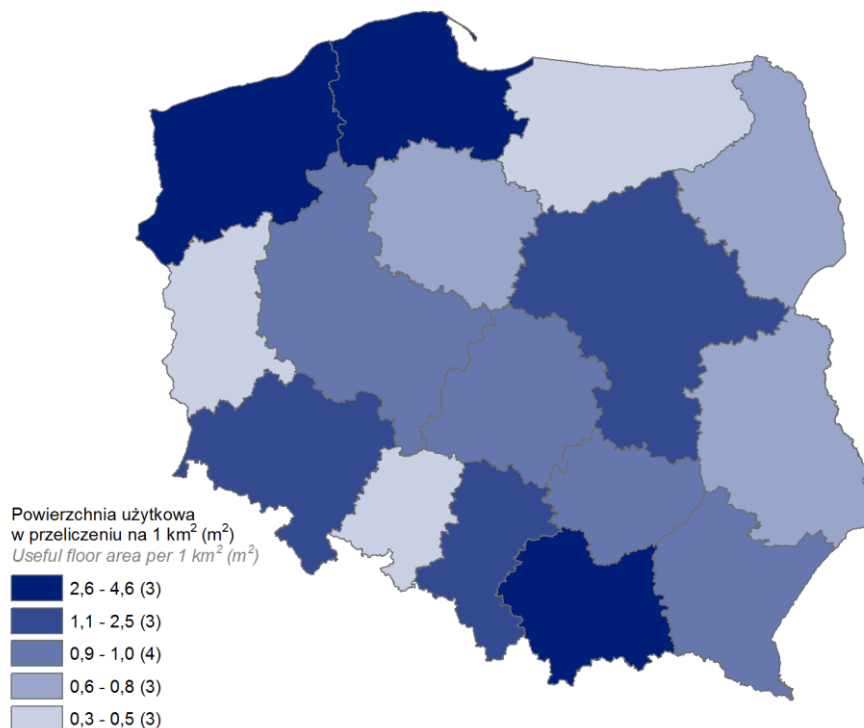 Powierzchnia użytkowa
w przeliczeniu na 1 km² (m²)
Useful floor area per 1 km² (m²)
2,6 - 4,6 (3)
1,1 - 2,5 (3)
0,9 - 1,0 (4)
0,6 - 0,8 (3)
0,3 - 0,5 (3)